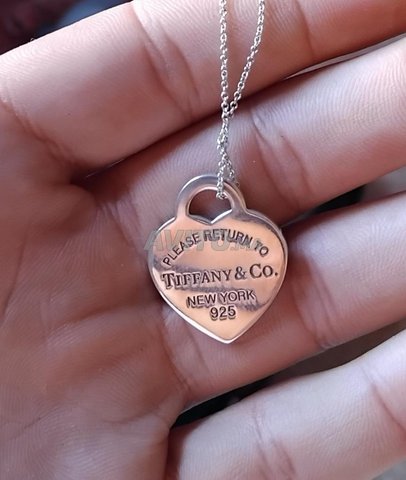 PLEASE RETURN TO
TIFFANY & CO.
NEW YORK
925